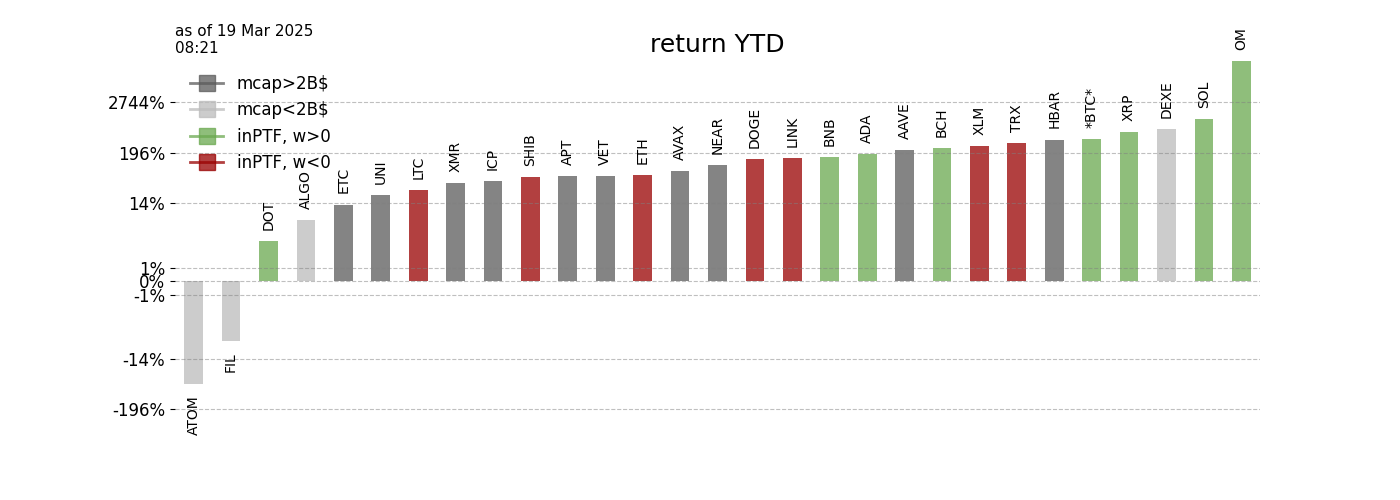 as of 19 Mar 2025
08:21
return YTD
mcap>2B$
mcap<2B$
inPTF, w>0
inPTF, w<0
2744%
196%
14%
1%
0%
-1%
-14%
-196%
ATOM
FIL
DOT
ALGO
ETC
UNI
LTC
XMR
ICP
SHIB
APT
VET
ETH
AVAX
NEAR
DOGE
LINK
BNB
ADA
AAVE
BCH
XLM
TRX
HBAR
*BTC*
XRP
DEXE
SOL
OM